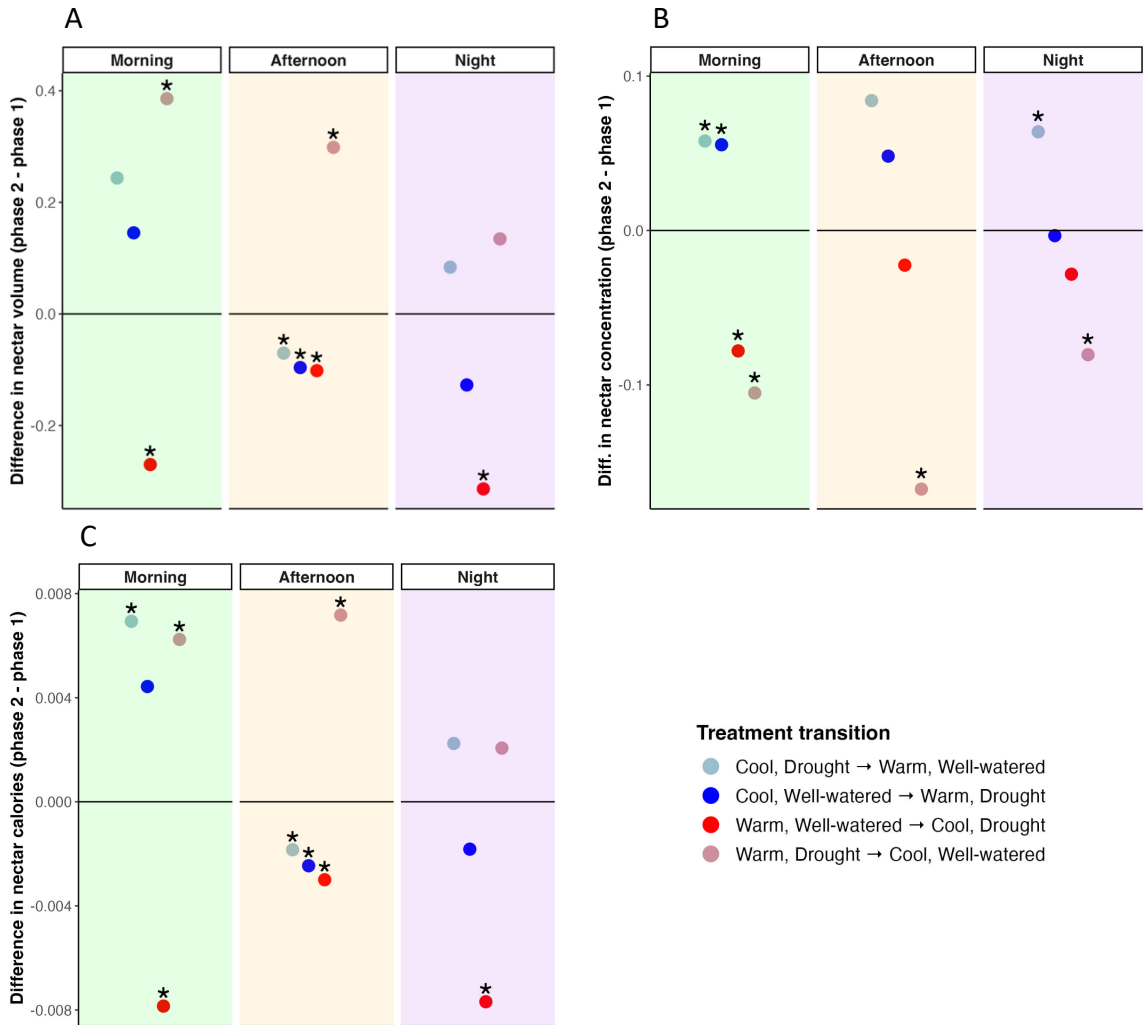 A
Morning Afternoon Night
Difference in nectar volume (phase 2 - phase 1)
0.4
0.2
0.0
-0.2
* * * * * * *
B
Morning Afternoon Night
Diff. in nectar concentration (phase 2 - phase 1)
0.1
0.0
-0.1
* * * * * * *
C
Morning Afternoon Night
Difference in nectar calories (phase 2 - phase 1)
0.008
0.004
0.000
-0.004
-0.008
* * * * * * * *
Treatment transition
Cool, Drought → Warm, Well-watered
Cool, Well-watered → Warm, Drought
Warm, Well-watered → Cool, Drought
Warm, Drought → Cool, Well-watered